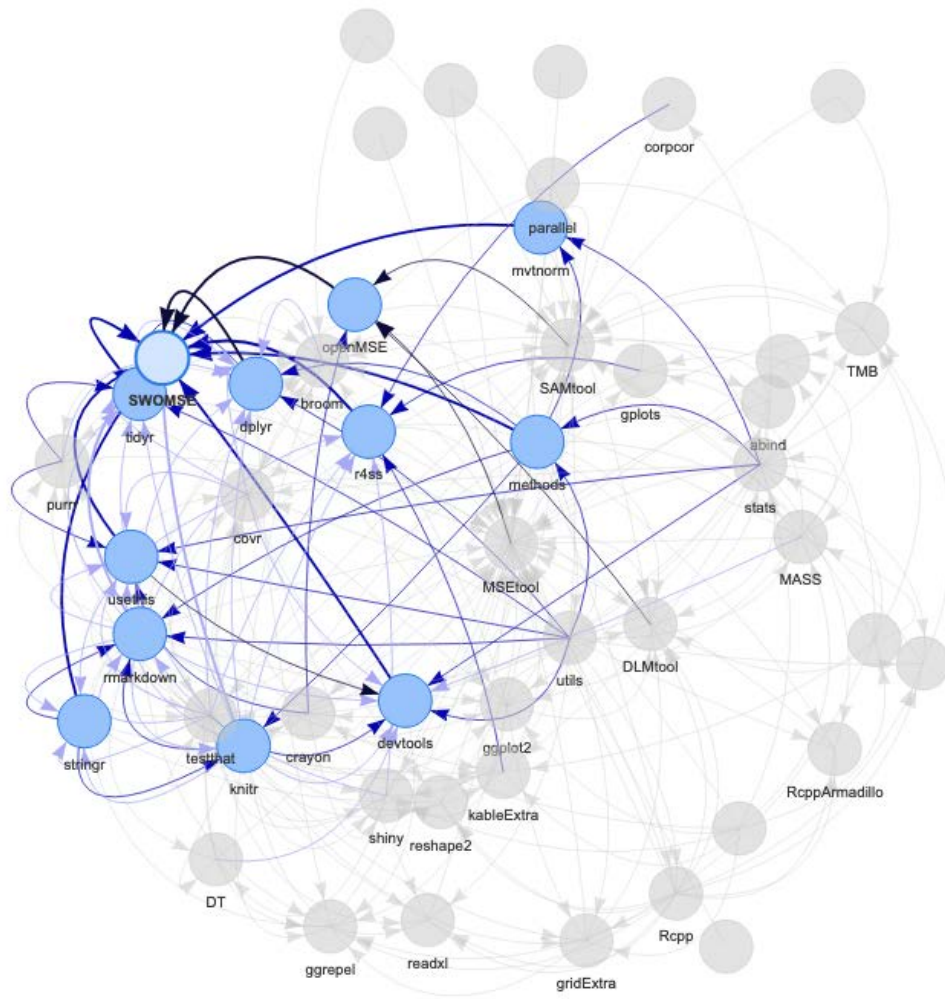 corpcor
parallel
mvtnorm
openMSE
TMB
SAMtool
broom
gplots
SWOMSE
dplyr
tidyr
abind
r4ss
methods
purrr
stats
covr
MASS
MSEtool
usethis
DLMtool
rmarkdown
utils
devtools
ggplot2
testthat
crayon
stringr
knitr
RcppArmadillo
kableExtra
shiny
reshape2
DT
Rcpp
readxl
ggrepel
gridExtra